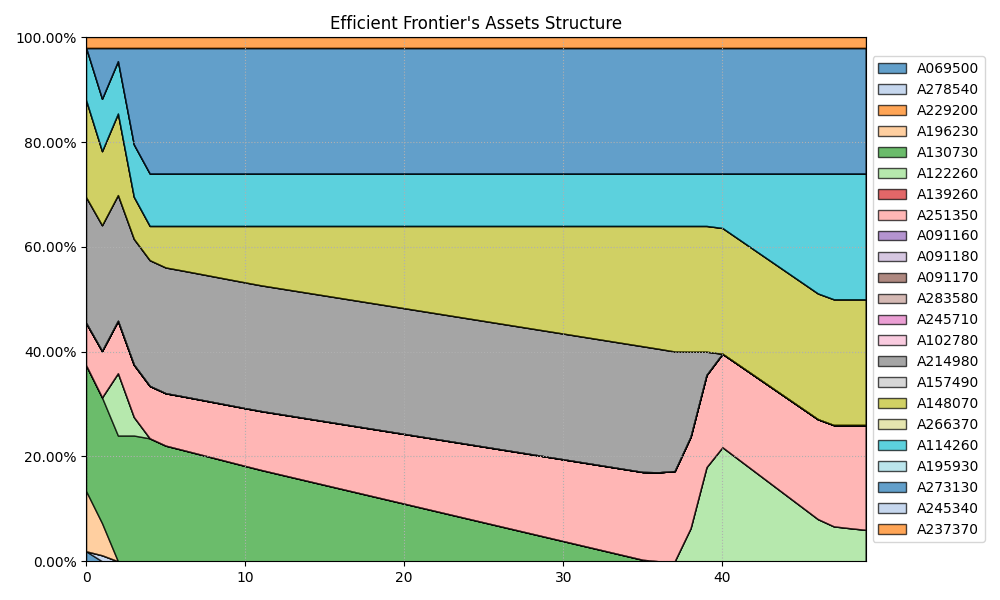 Efficient Frontier's Assets Structure
100.00%
80.00%
60.00%
40.00%
20.00%
0.00%
0
10
20
30
40
A069500
A278540
A229200
A196230
A130730
A122260
A139260
A251350
A091160
A091180
A091170
A283580
A245710
A102780
A214980
A157490
A148070
A266370
A114260
A195930
A273130
A245340
A237370